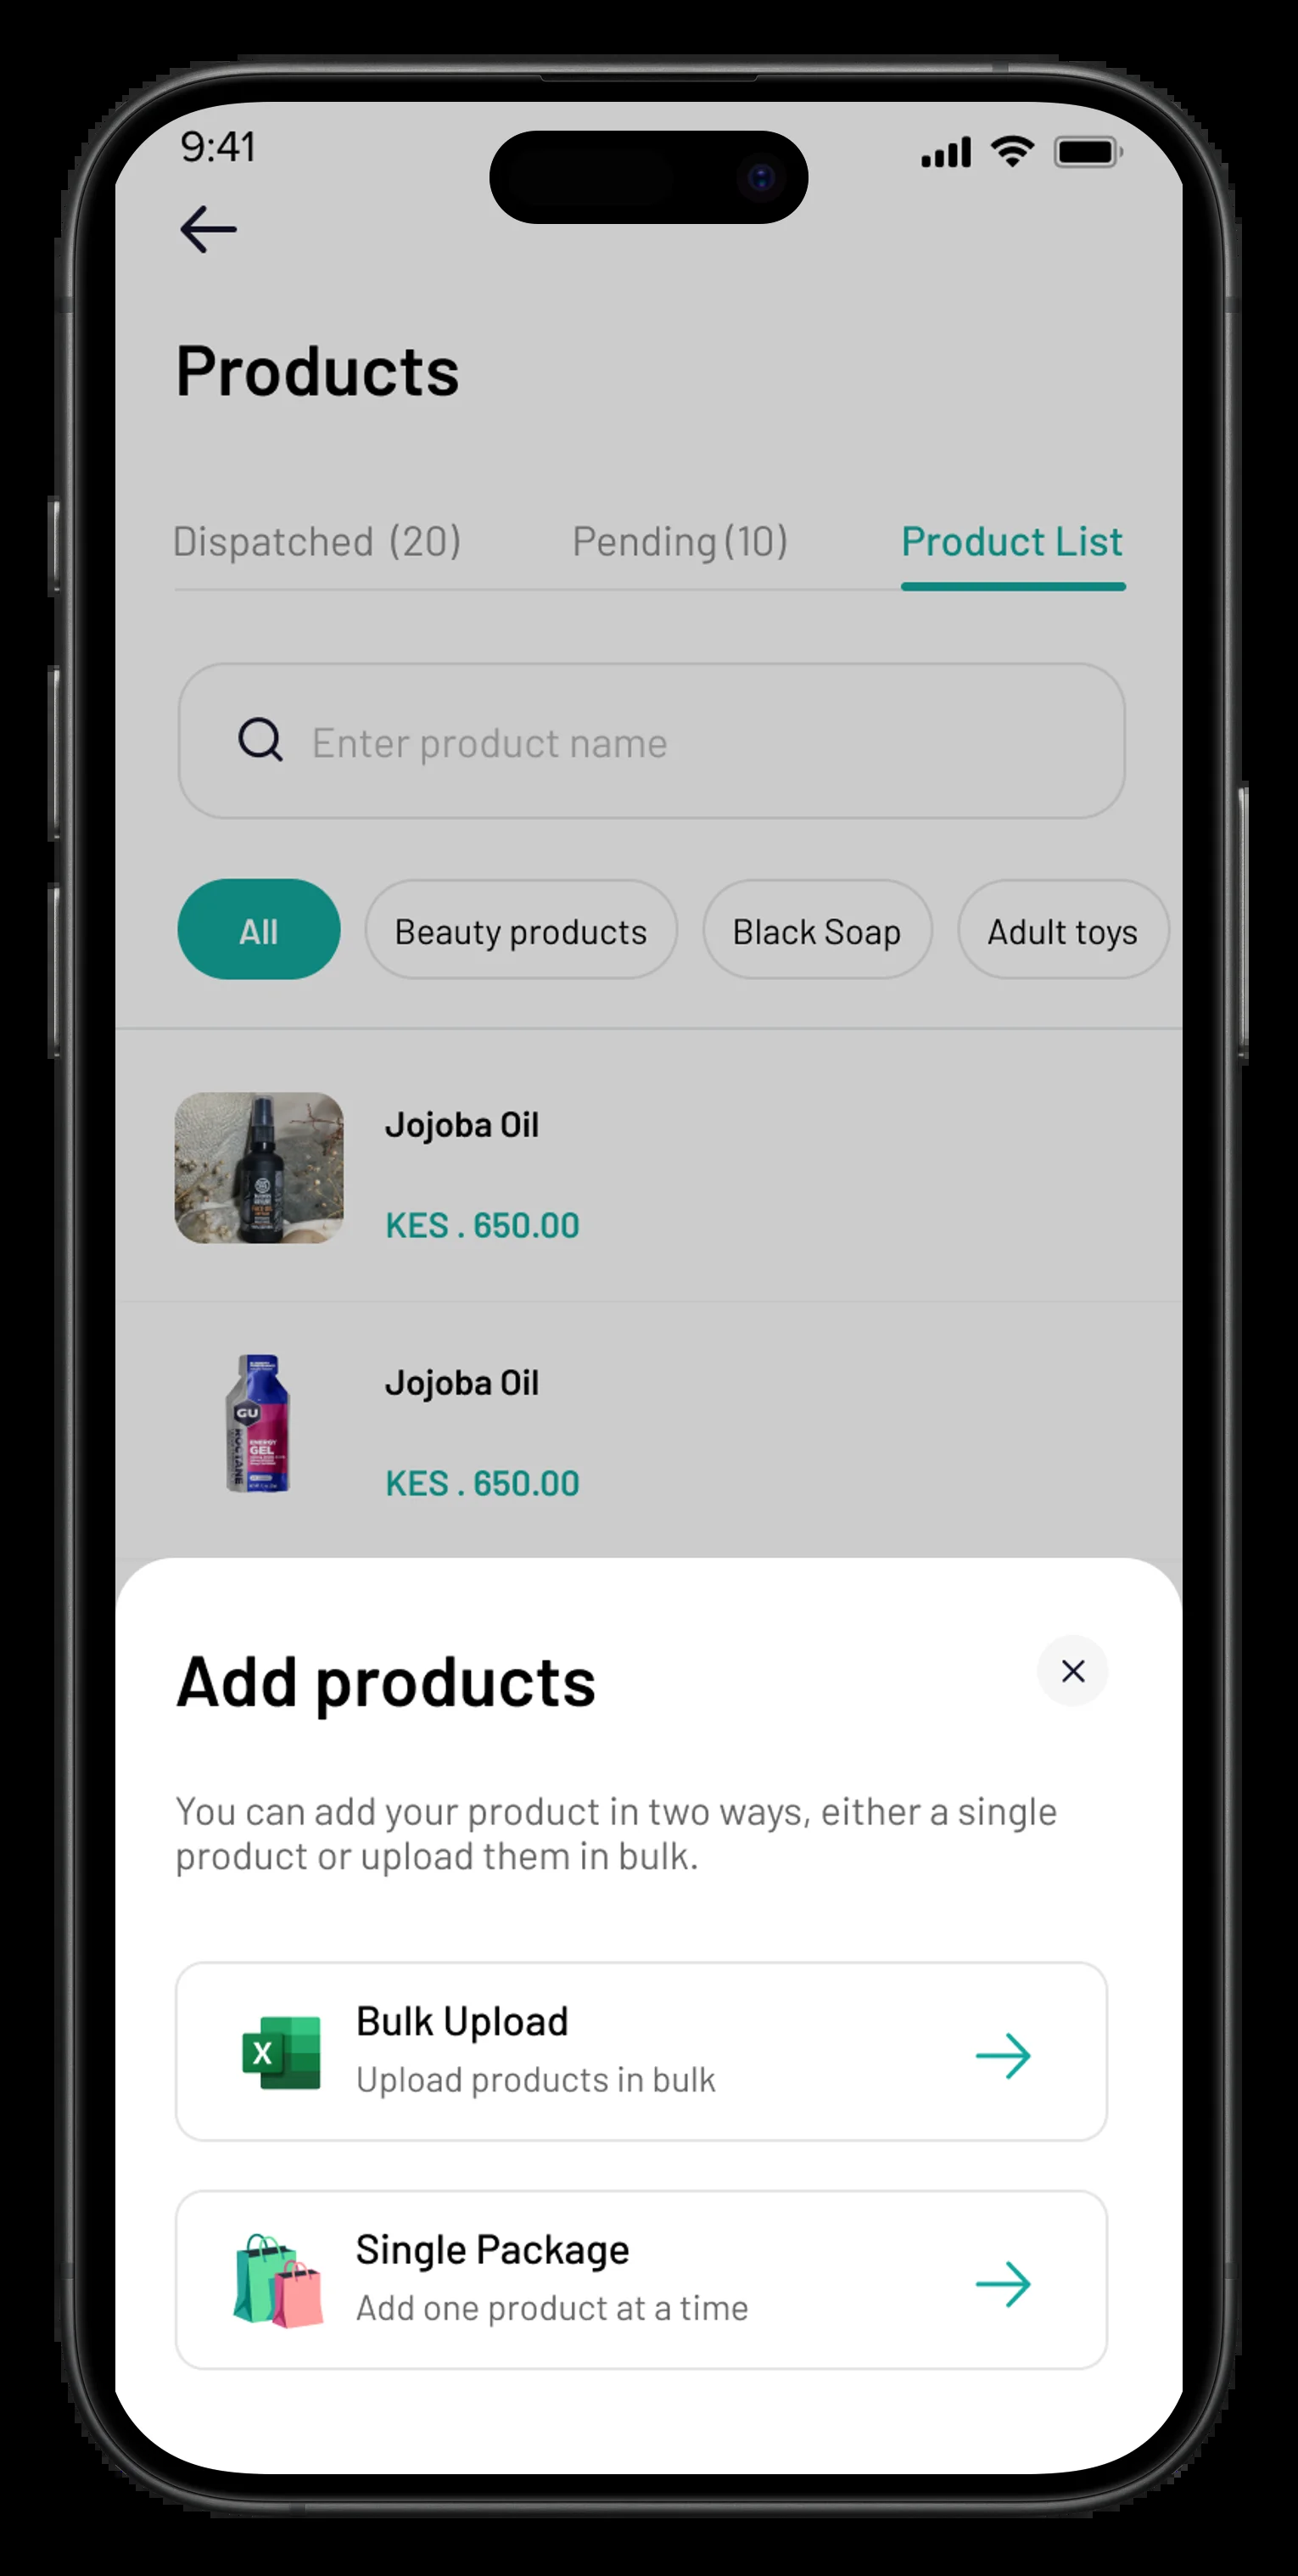 9:41
Products
Dispatched (20) Pending (10) Product List
Enter product name
All Beauty products Black Soap Adult toys
Jojoba Oil
KES . 650.00
GU
ENERGY
GEL
ROCTANE
Jojoba Oil
KES . 650.00
Add products
You can add your product in two ways, either a single
product or upload them in bulk.
X
Bulk Upload
Upload products in bulk
Single Package
Add one product at a time